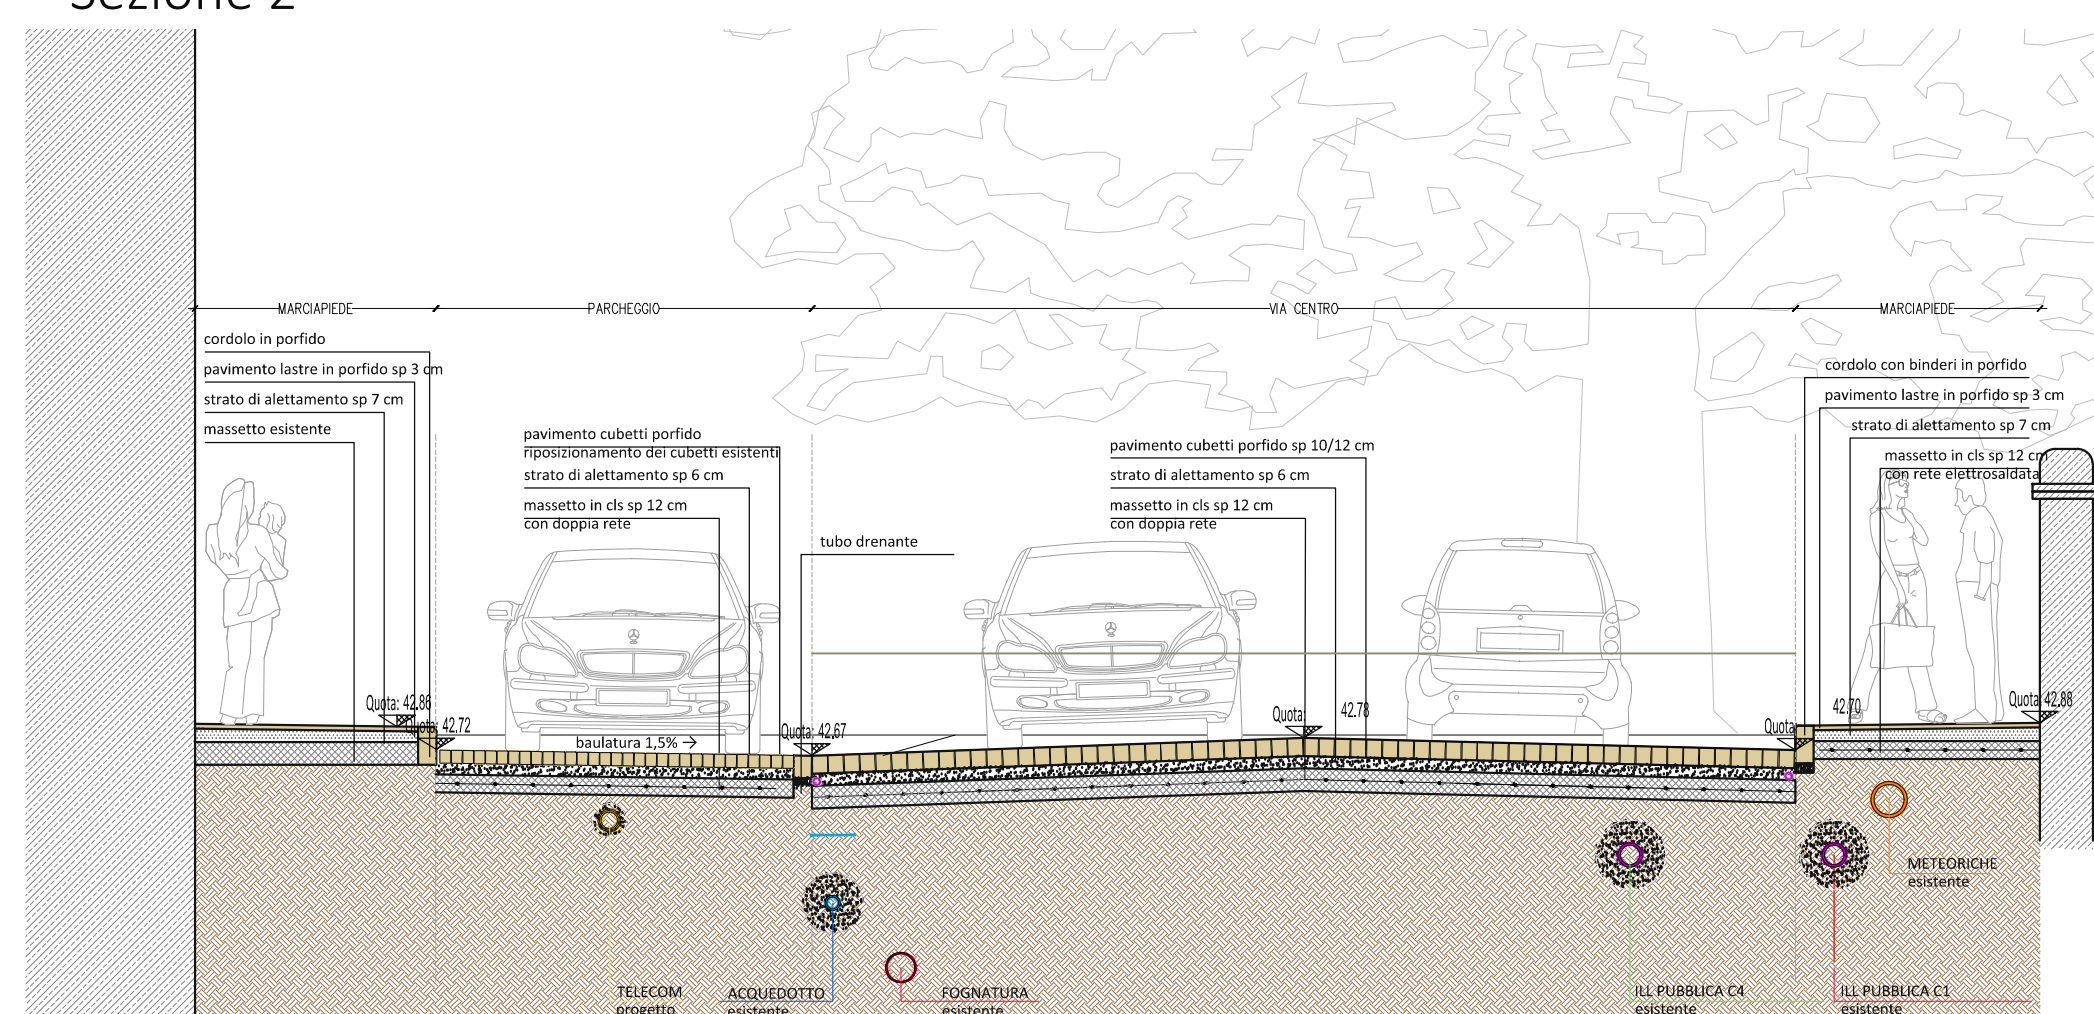 Sezione 2
MARCIAPIEDE
PARCHEGGIO
VIA CENTRO
MARCIAPIEDE
cordolo in porfido
pavimento lastre in porfido sp 3 cm
strato di alettamento sp 7 cm
massetto esistente
pavimento cubetti porfido
riposizionamento dei cubetti esistenti
strato di alettamento sp 6 cm
massetto in cls sp 12 cm
con doppia rete
tubo drenante
pavimento cubetti porfido sp 10/12 cm
strato di alettamento sp 6 cm
massetto in cls sp 12 cm
con doppia rete
cordolo con binderi in porfido
pavimento lastre in porfido sp 3 cm
strato di alettamento sp 7 cm
massetto in cls sp 12 cm
con rete elettrosaldata
Quota: 42.86
Quota: 42.72
baulatura 1,5% →
Quota: 42.67
Quota: 42.78
Quota: 42.70
Quota: 42.88
METEORICHE
esistente
TELECOM
progetto
ACQUEDOTTO
esistente
FOGNATURA
esistente
ILL PUBBLICA C4
esistente
ILL PUBBLICA C1
esistente